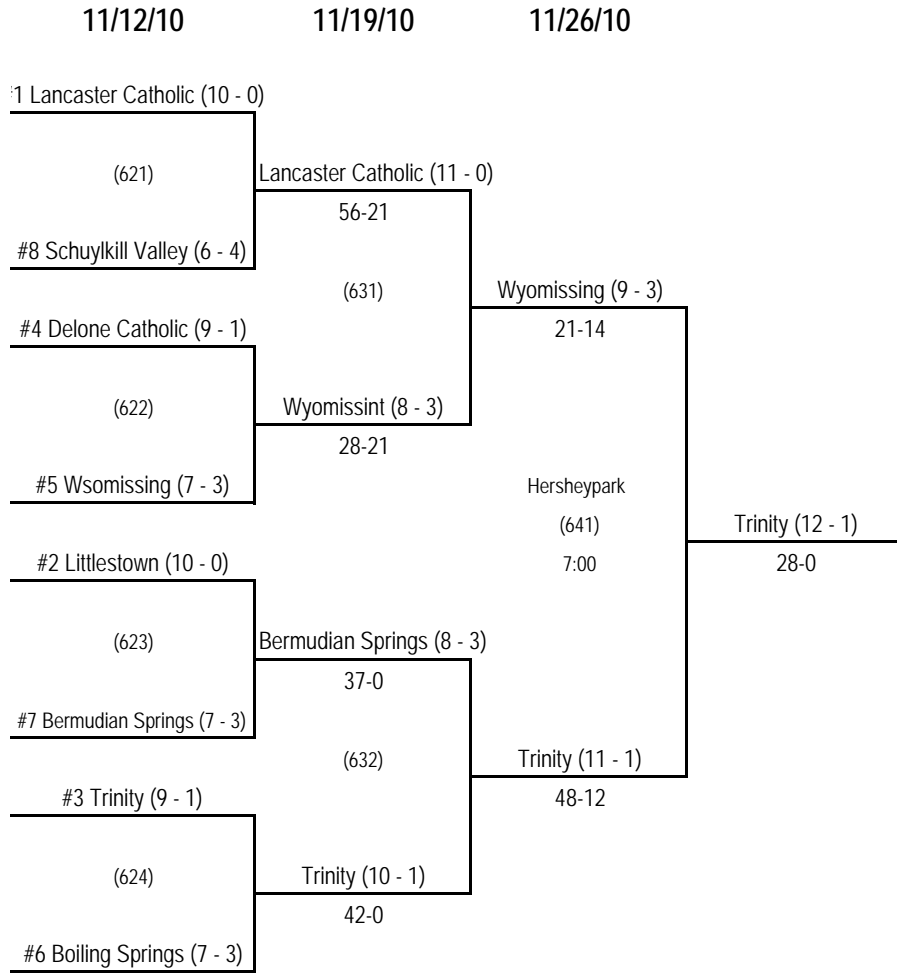 11/12/10 11/19/10 11/26/10
#1 Lancaster Catholic (10 - 0)
(621)
Lancaster Catholic (11 - 0)
56-21
#8 Schuylkill Valley (6 - 4)
(631)
Wyomissing (9 - 3)
21-14
#4 Delone Catholic (9 - 1)
(622)
Wyomissint (8 - 3)
28-21
#5 Wsomissing (7 - 3)
Hersheypark
(641)
7:00
Trinity (12 - 1)
28-0
#2 Littlestown (10 - 0)
(623)
Bermudian Springs (8 - 3)
37-0
#7 Bermudian Springs (7 - 3)
(632)
Trinity (11 - 1)
48-12
#3 Trinity (9 - 1)
(624)
Trinity (10 - 1)
42-0
#6 Boiling Springs (7 - 3)